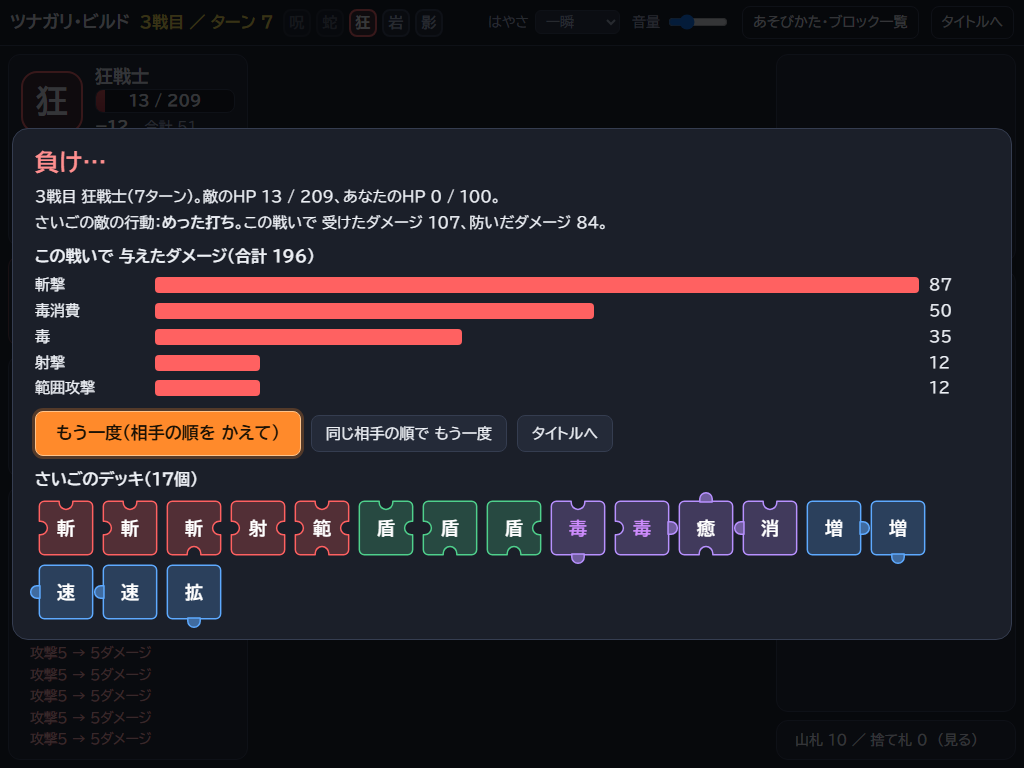 ツナガリ・ビルド 3戦目 ／ ターン 7 呪 蛇 狂 岩 影 はやさ 一瞬 音量 あそびかた・ブロック一覧 タイトルへ
狂 狂戦士
13 / 209
−12 合計 51
負け…
3戦目 狂戦士（7ターン）。敵のHP 13 / 209、あなたのHP 0 / 100。
さいごの敵の行動：めった打ち。この戦いで 受けたダメージ 107、防いだダメージ 84。
この戦いで 与えたダメージ（合計 196）
斬撃 87
毒消費 50
毒 35
射撃 12
範囲攻撃 12
もう一度（相手の順を かえて） 同じ相手の順で もう一度 タイトルへ
さいごのデッキ（17個）
斬 斬 斬 射 範 盾 盾 盾 毒 毒 癒 消 増 増
速 速 拡
攻撃5 → 5ダメージ
攻撃5 → 5ダメージ
攻撃5 → 5ダメージ
攻撃5 → 5ダメージ
攻撃5 → 5ダメージ
山札 10 ／ 捨て札 0 （見る）